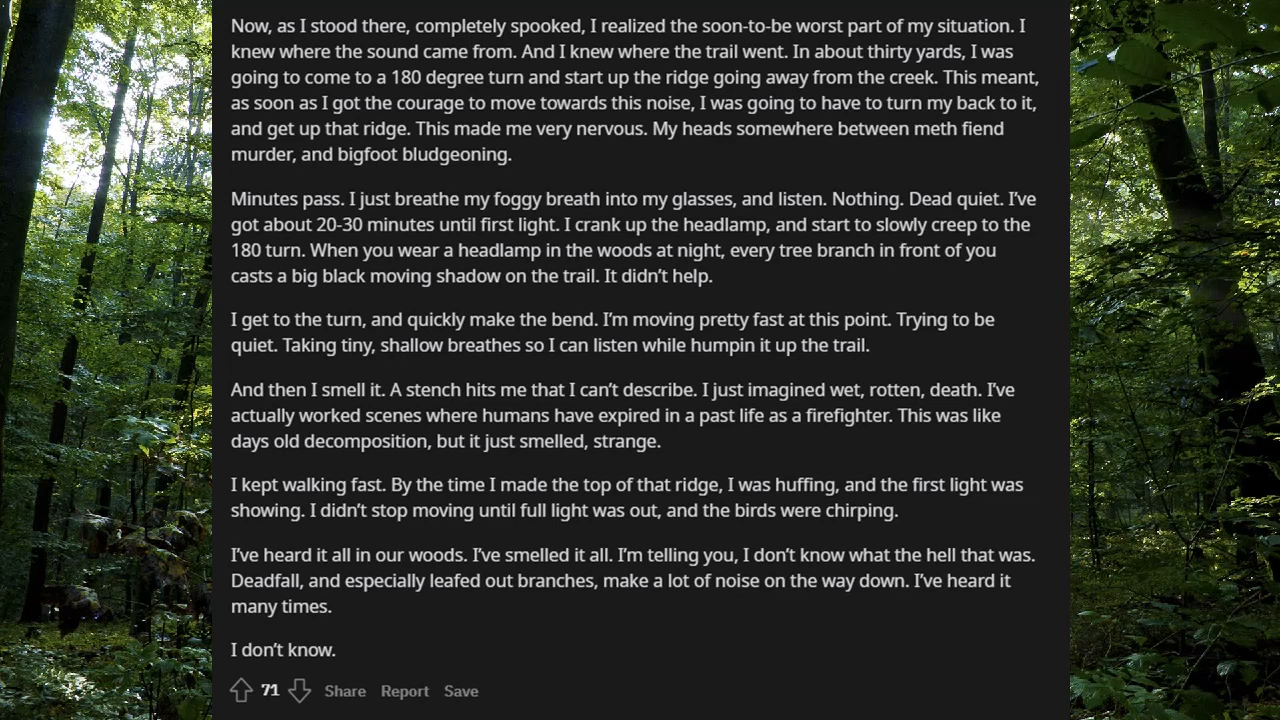 Now, as I stood there, completely spooked, I realized the soon-to-be worst part of my situation. I
knew where the sound came from. And I knew where the trail went. In about thirty yards, I was
going to come to a 180 degree turn and start up the ridge going away from the creek. This meant,
as soon as I got the courage to move towards this noise, I was going to have to turn my back to it,
and get up that ridge. This made me very nervous. My heads somewhere between meth fiend
murder, and bigfoot bludgeoning.
Minutes pass. I just breathe my foggy breath into my glasses, and listen. Nothing. Dead quiet. I’ve
got about 20-30 minutes until first light. I crank up the headlamp, and start to slowly creep to the
180 turn. When you wear a headlamp in the woods at night, every tree branch in front of you
casts a big black moving shadow on the trail. It didn’t help.
I get to the turn, and quickly make the bend. I’m moving pretty fast at this point. Trying to be
quiet. Taking tiny, shallow breathes so I can listen while humpin it up the trail.
And then I smell it. A stench hits me that I can’t describe. I just imagined wet, rotten, death. I’ve
actually worked scenes where humans have expired in a past life as a firefighter. This was like
days old decomposition, but it just smelled, strange.
I kept walking fast. By the time I made the top of that ridge, I was huffing, and the first light was
showing. I didn’t stop moving until full light was out, and the birds were chirping.
I’ve heard it all in our woods. I’ve smelled it all. I’m telling you, I don’t know what the hell that was.
Deadfall, and especially leafed out branches, make a lot of noise on the way down. I’ve heard it
many times.
I don’t know.
71 Share Report Save